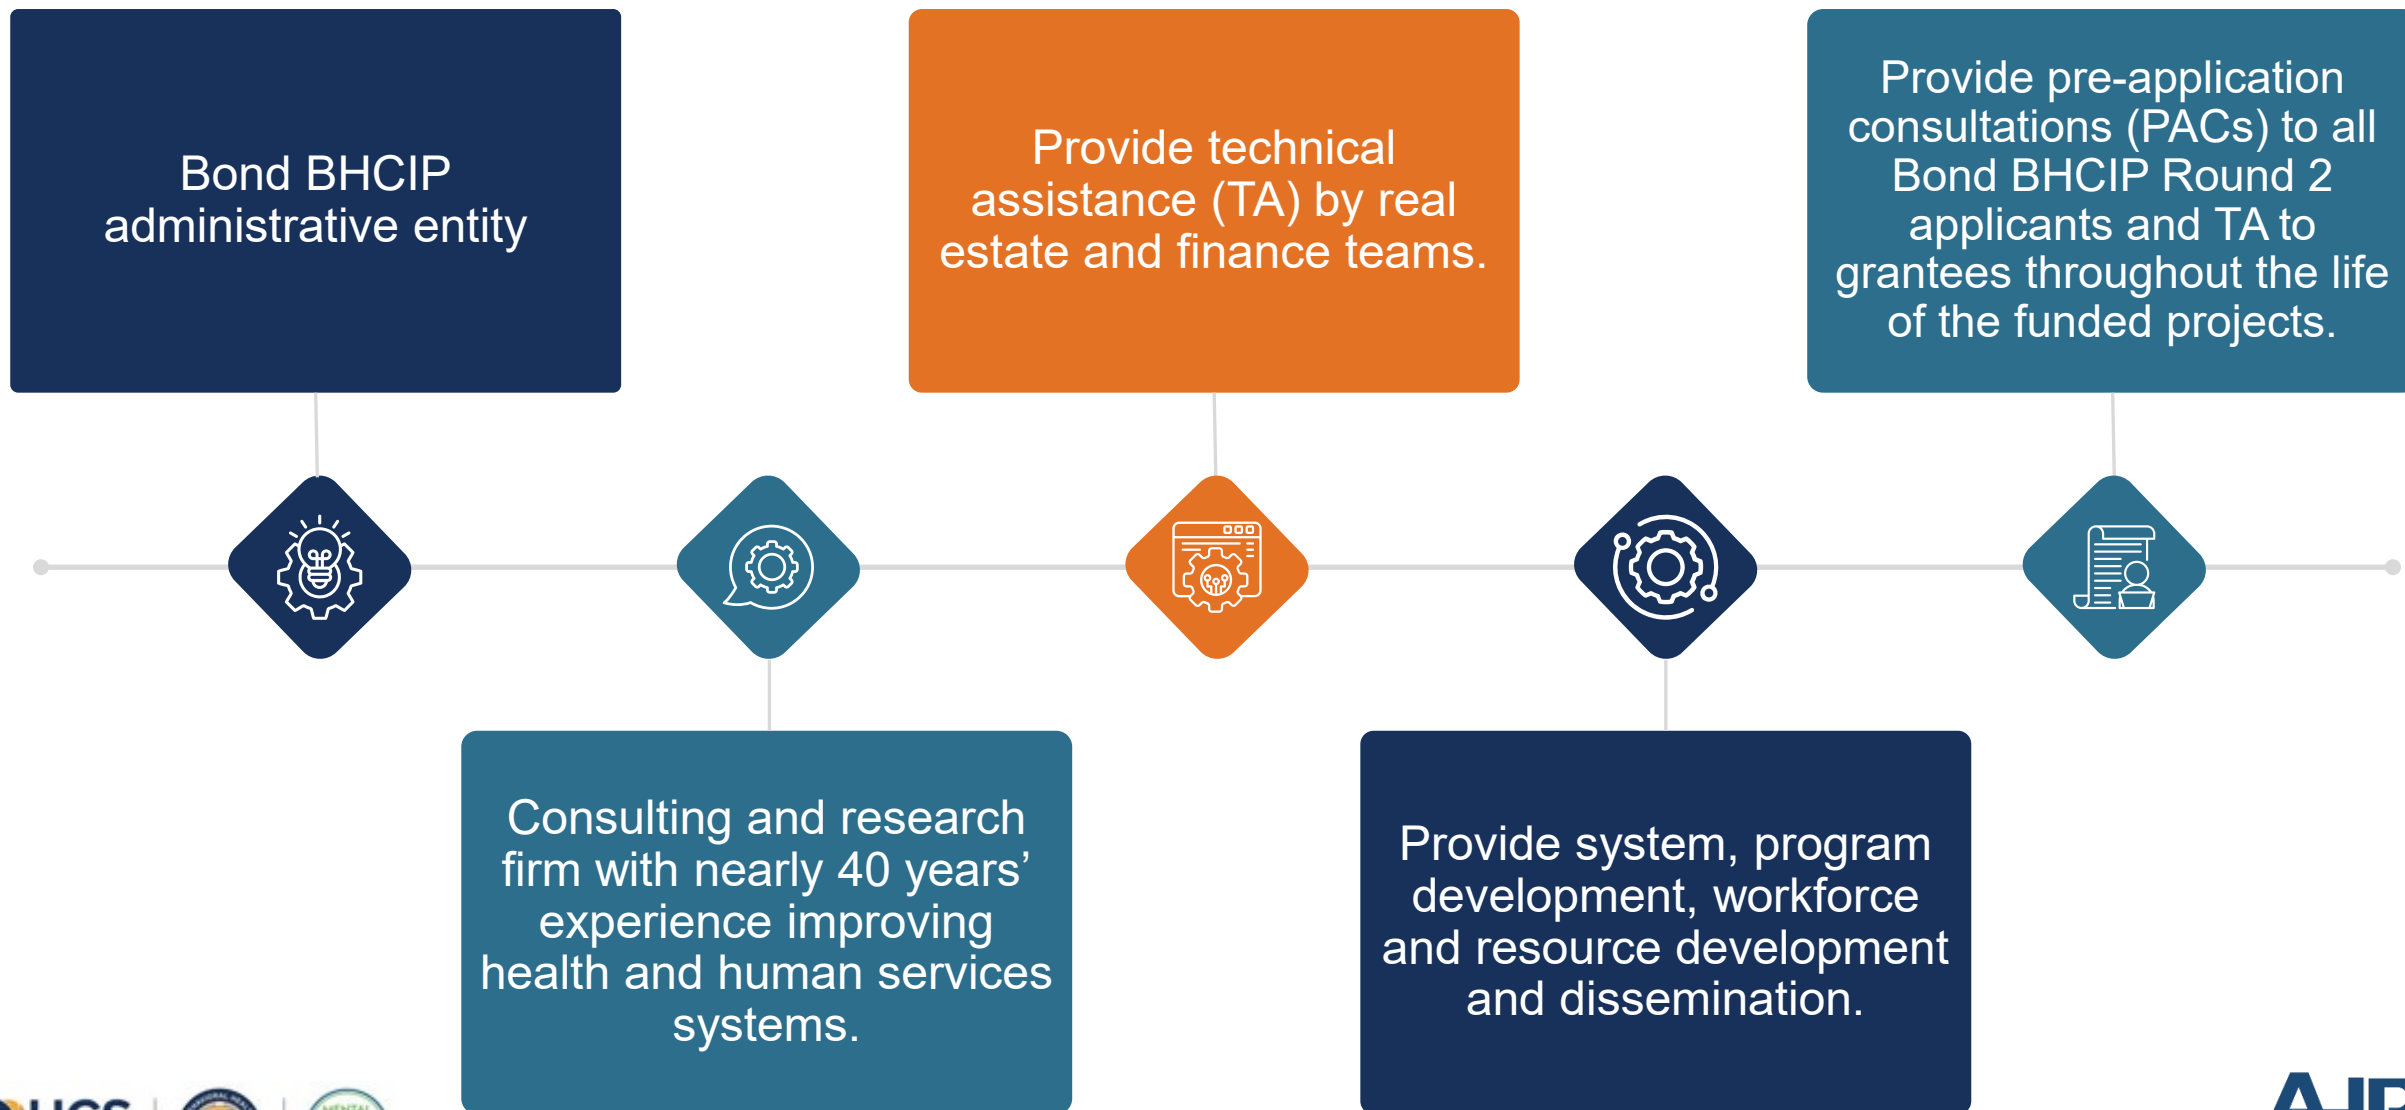 Bond BHCIP
administrative entity
Consulting and research
firm with nearly 40 years’
experience improving
health and human services
systems.
Provide technical
assistance (TA) by real
estate and finance teams.
Provide system, program
development, workforce
and resource development
and dissemination.
Provide pre-application
consultations (PACs) to all
Bond BHCIP Round 2
applicants and TA to
grantees throughout the life
of the funded projects.
MENTAL